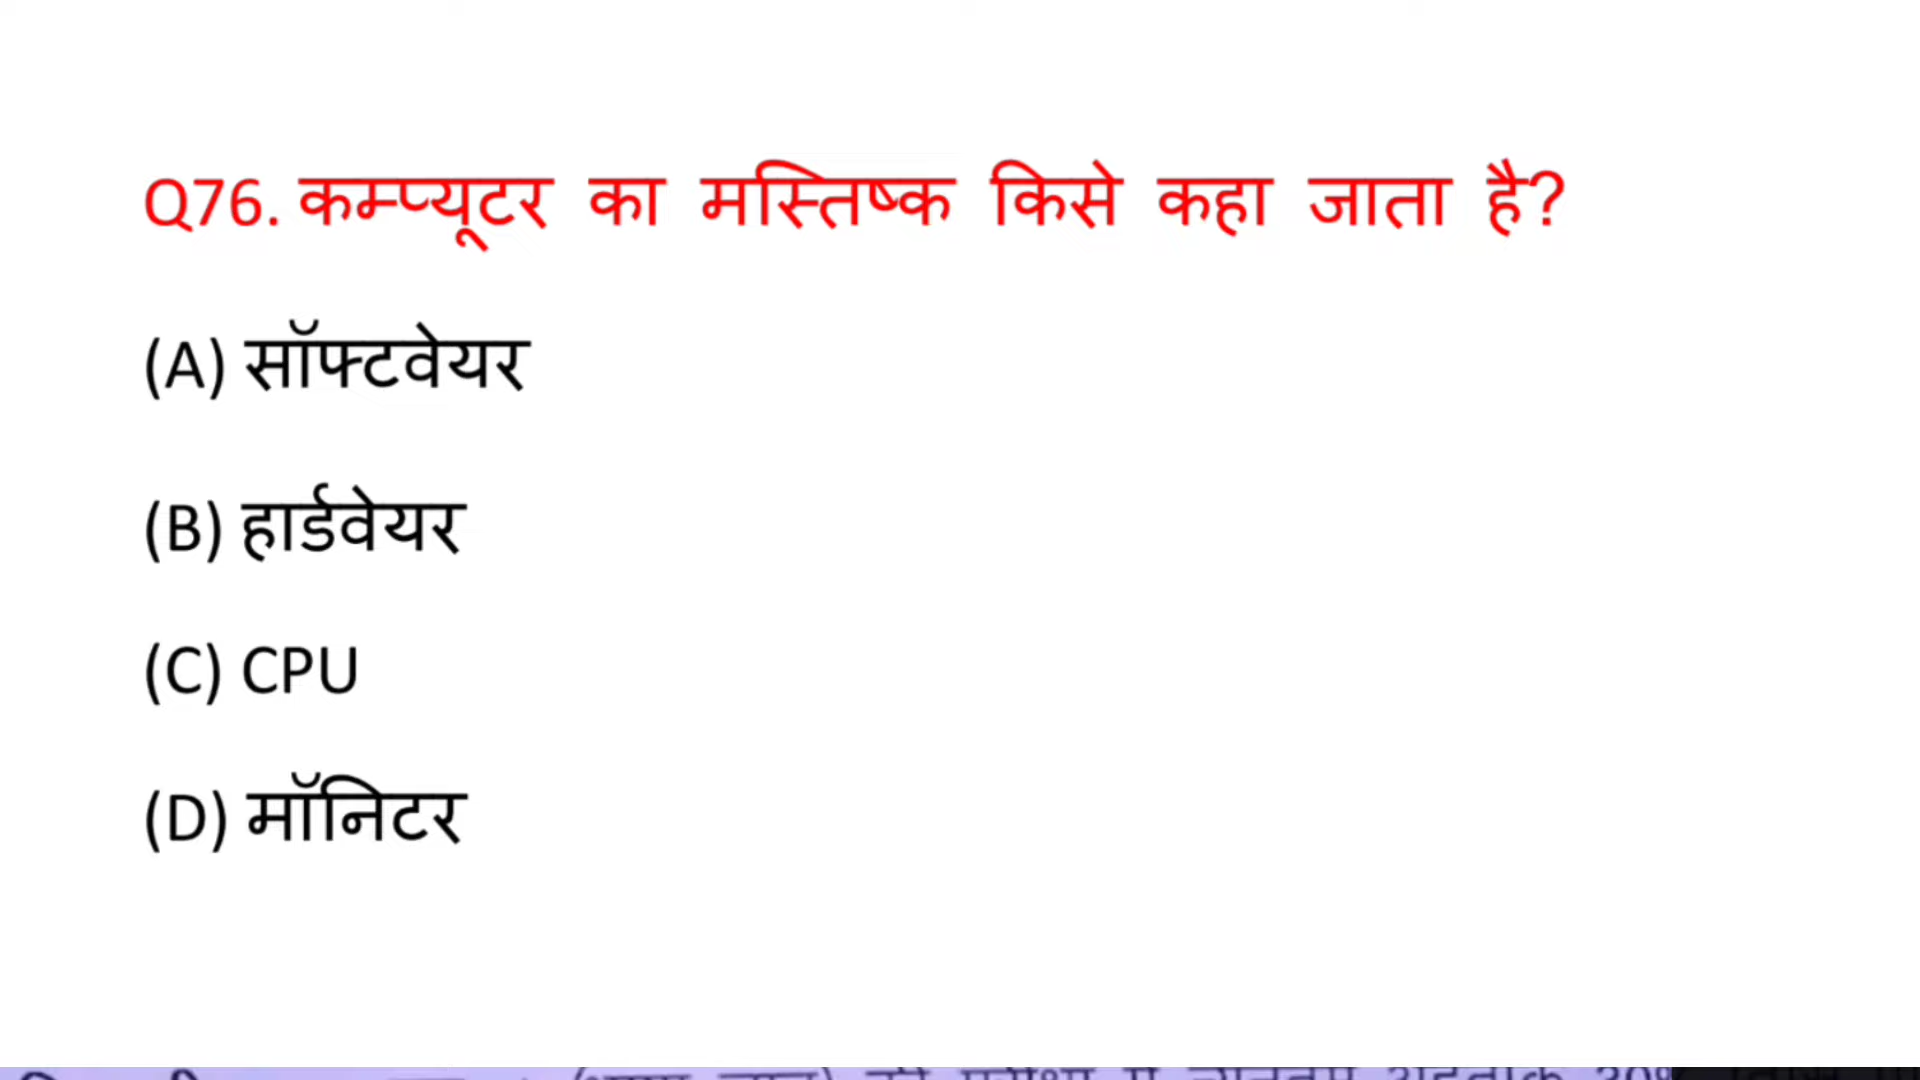 Q76. कम्प्यूटर का मस्तिष्क किसे कहा जाता है?
(A) सॉफ्टवेयर
(B) हार्डवेयर
(C) CPU
(D) मॉनिटर